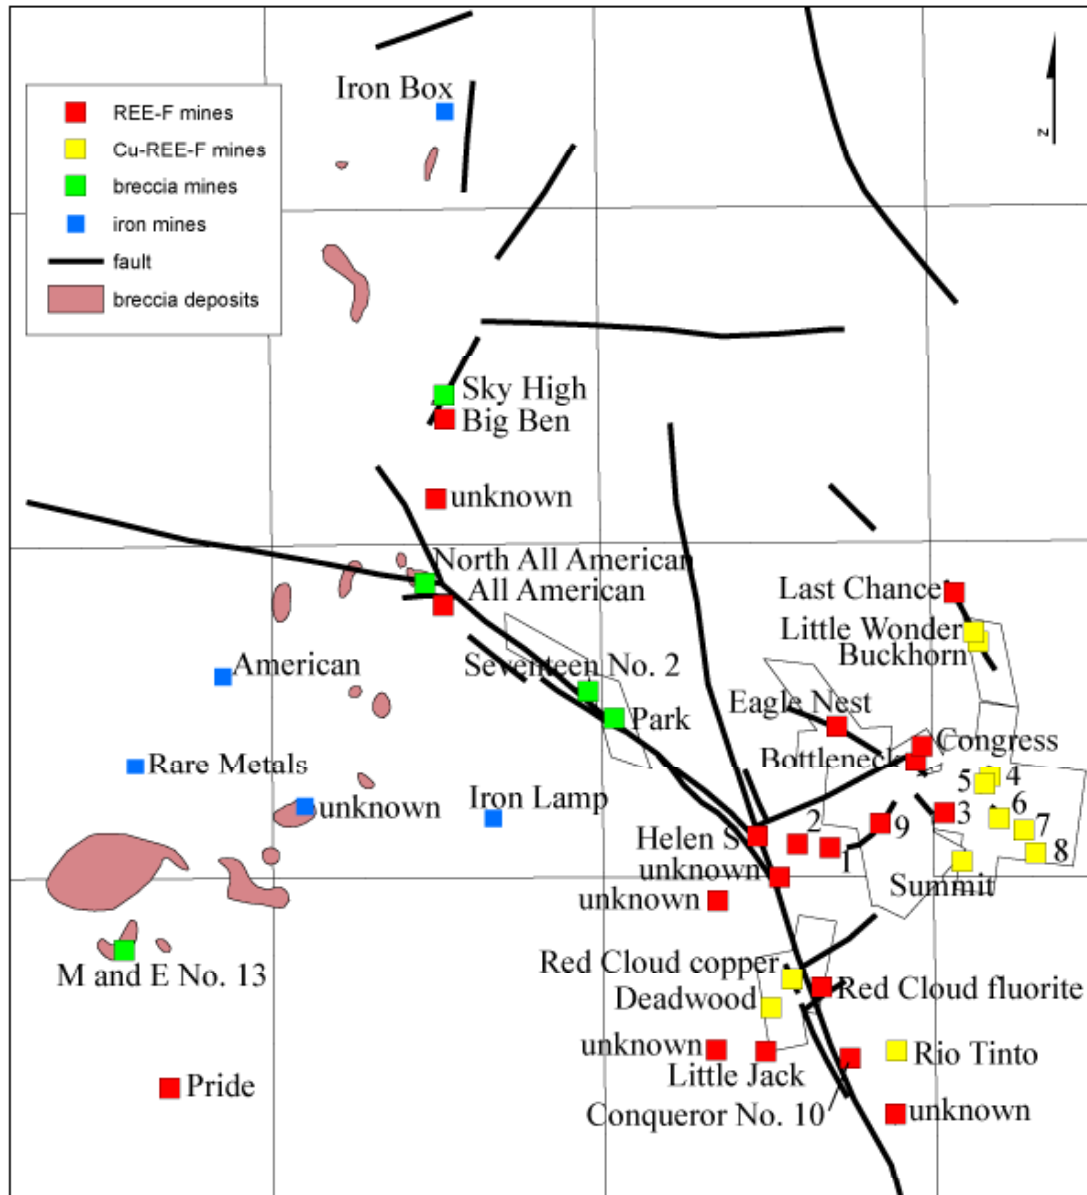 Iron Box
REE-F mines
Cu-REE-F mines
breccia mines
iron mines
fault
breccia deposits
z
Sky High
Big Ben
unknown
North All American
All American
Last Chance
Little Wonder
Buckhorn
American
Seventeen No. 2
Park
Eagle Nest
Congress
Bottleneck
Rare Metals
unknown
Iron Lamp
5
4
6
3
7
8
9
2
1
Helen S
unknown
unknown
Summit
M and E No. 13
Red Cloud copper
Red Cloud fluorite
Deadwood
unknown
Rio Tinto
Little Jack
Pride
Conqueror No. 10
unknown